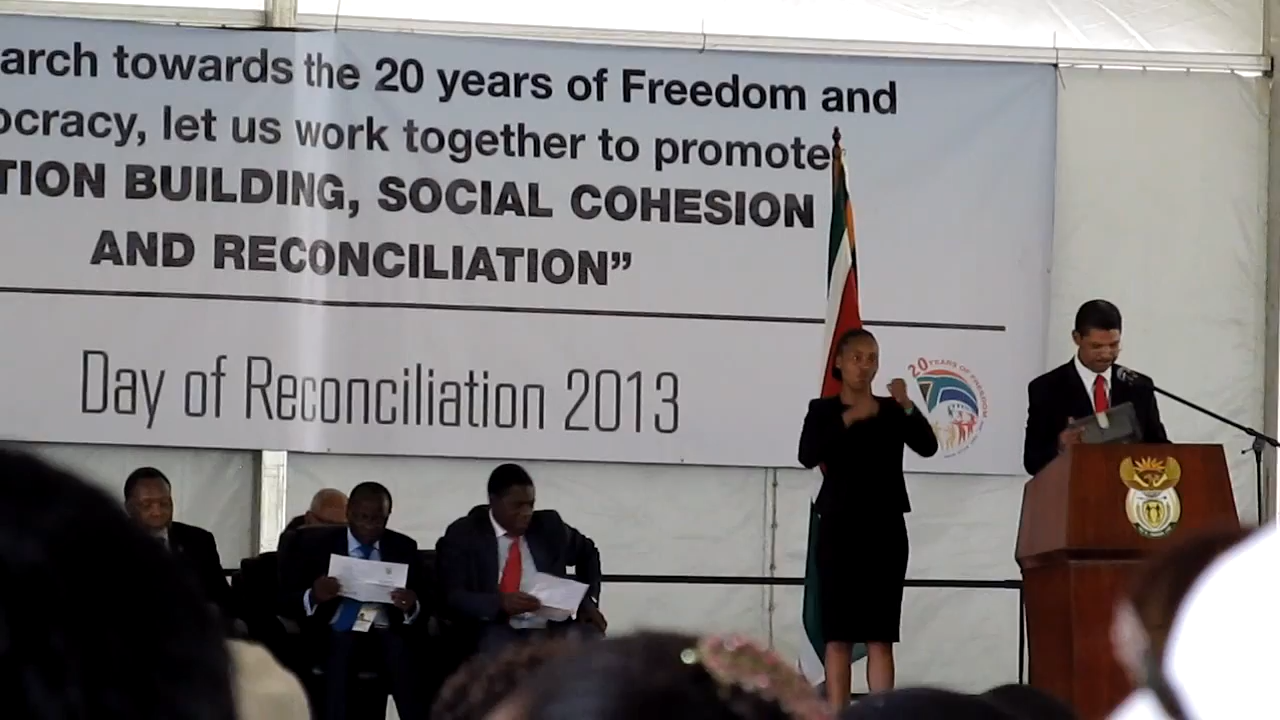 arch towards the 20 years of Freedom and
ocracy, let us work together to promote
TION BUILDING, SOCIAL COHESION
AND RECONCILIATION”
Day of Reconciliation 2013
20 YEARS OF FREEDOM